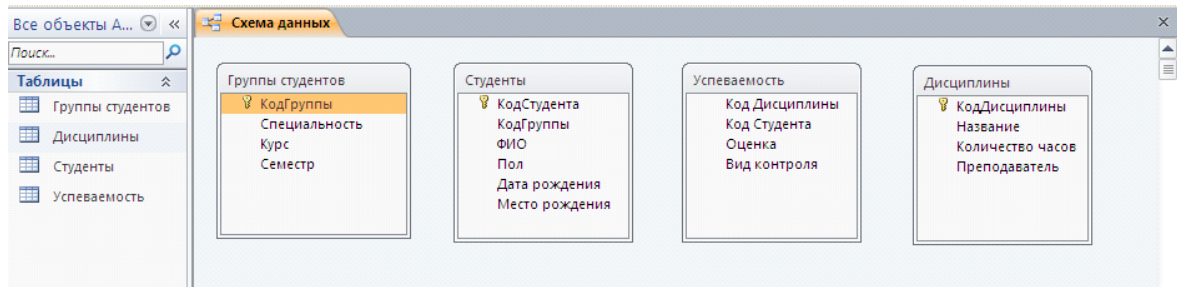 Все объекты A...
«
Схема данных
×
Поиск...
Таблицы
Группы студентов
Дисциплины
Студенты
Успеваемость
Группы студентов
КодГруппы
Специальность
Курс
Семестр
Студенты
КодСтудента
КодГруппы
ФИО
Пол
Дата рождения
Место рождения
Успеваемость
Код Дисциплины
Код Студента
Оценка
Вид контроля
Дисциплины
КодДисциплины
Название
Количество часов
Преподаватель